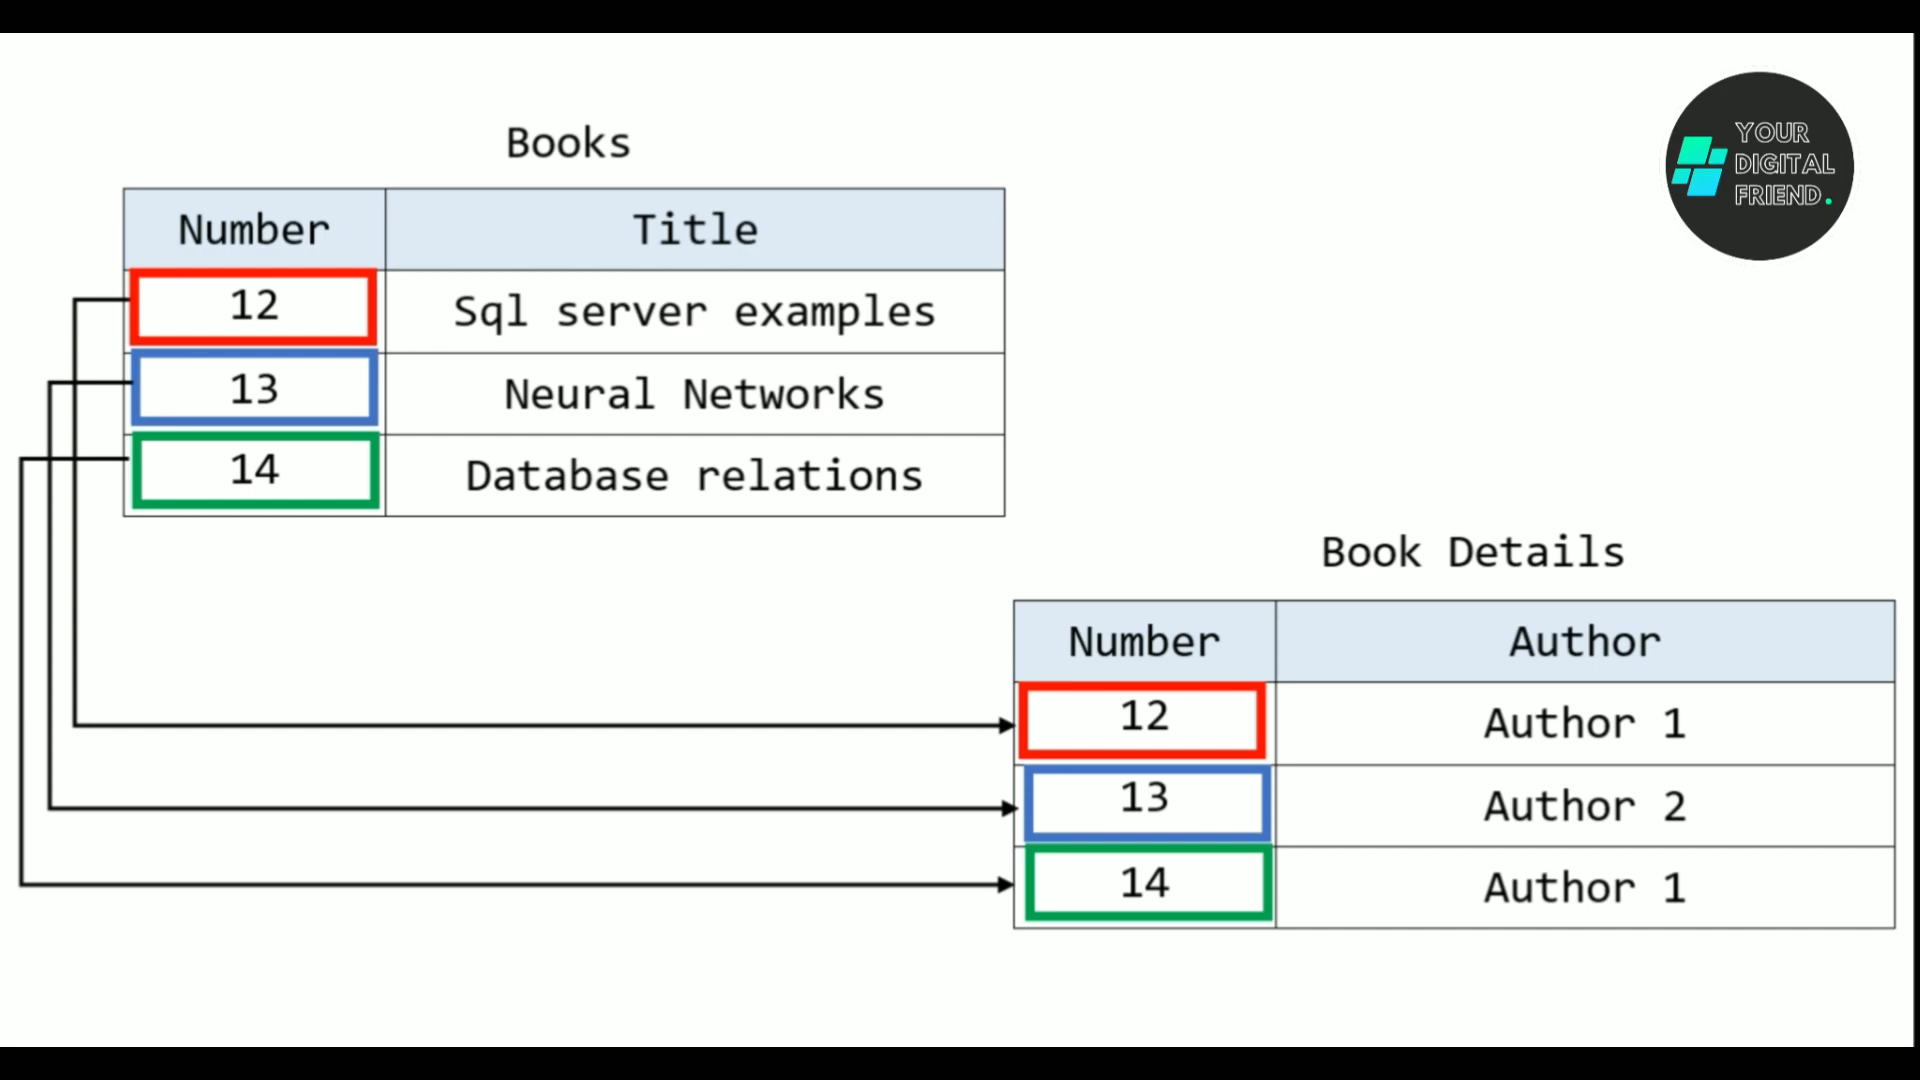 Books
Number Title
12 Sql server examples
13 Neural Networks
14 Database relations
YOUR
DIGITAL
FRIEND.
Book Details
Number Author
12 Author 1
13 Author 2
14 Author 1